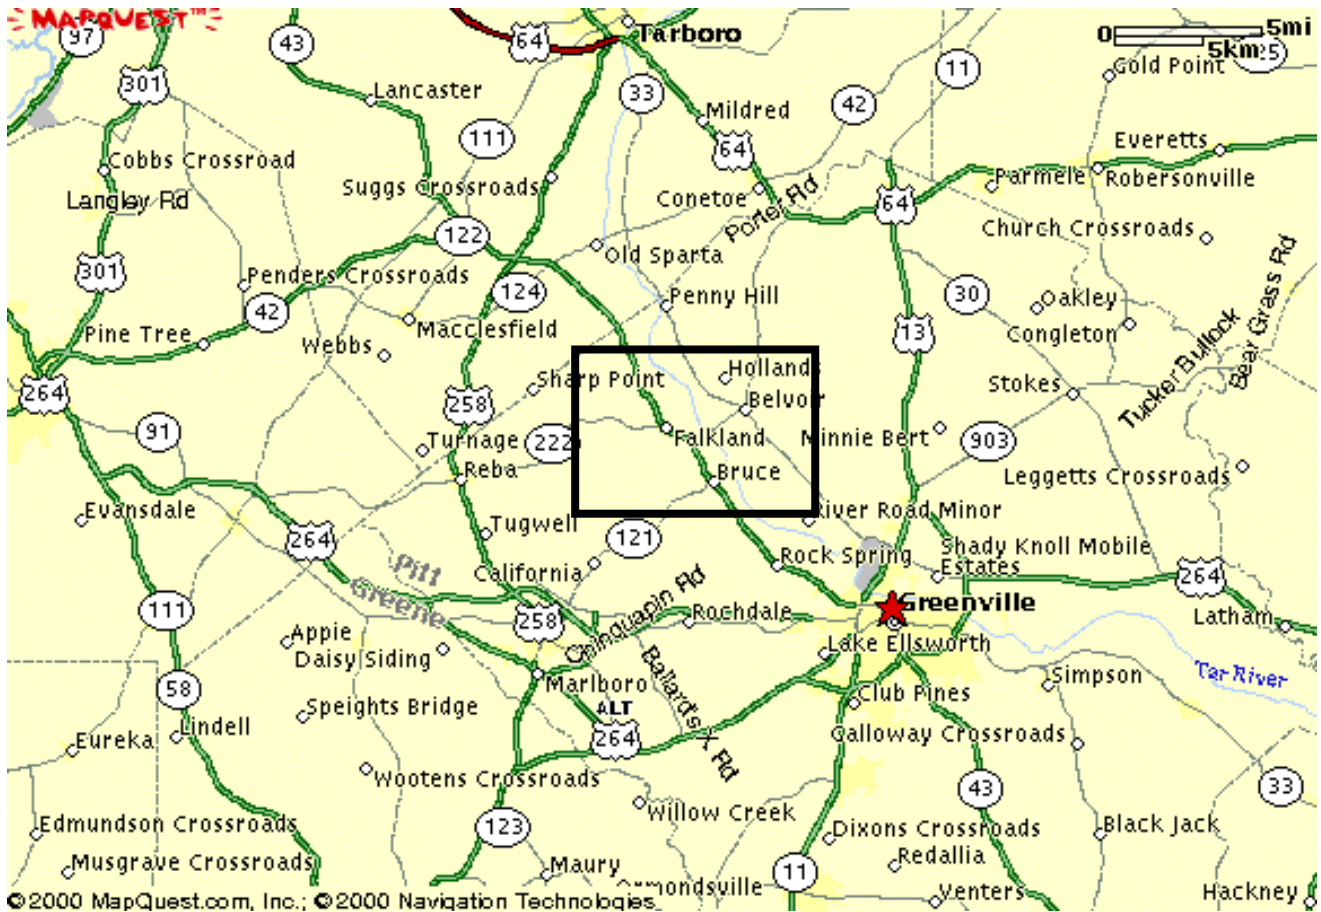 MAPQUEST™
97
43
64
Tarboro
0 5mi
5km
25
Gold Point
301
Lancaster
33
11
Mildred
42
111
64
Everetts
Cobbs Crossroad
Suggs Crossroads
Conetoe
Parmele
Robersonville
Langley Rd
Porter Rd
64
122
Church Crossroads
Old Sparta
301
Penders Crossroads
124
Penny Hill
30
Oakley
Bear Grass Rd
42
Macclesfield
Congleton
13
Pine Tree
Webbs
Tucker Bullock
Hollands
264
Sharp Point
Stokes
258
Belvoir
91
Turnage
222
Falkland
Minnie Bert
903
Reba
Bruce
Leggetts Crossroads
Evansdale
Tugwell
River Road Minor
264
121
Pitt
Rock Spring
Shady Knoll Mobile
Estates
California
264
Greene
Chinquapin Rd
111
Rochdale
Greenville
258
Latham
Appie
Lake Ellsworth
Daisy Siding
Ballards X Rd
Tar River
58
Marlboro
Simpson
Club Pines
Speights Bridge
ALT
264
Lindell
Eureka
Galloway Crossroads
Wootens Crossroads
43
33
Willow Creek
Edmundson Crossroads
123
Dixons Crossroads
Black Jack
Musgrave Crossroads
Maury
11
Redallia
mondsville
Venters
Hackney
©2000 MapQuest.com, Inc.; ©2000 Navigation Technologies